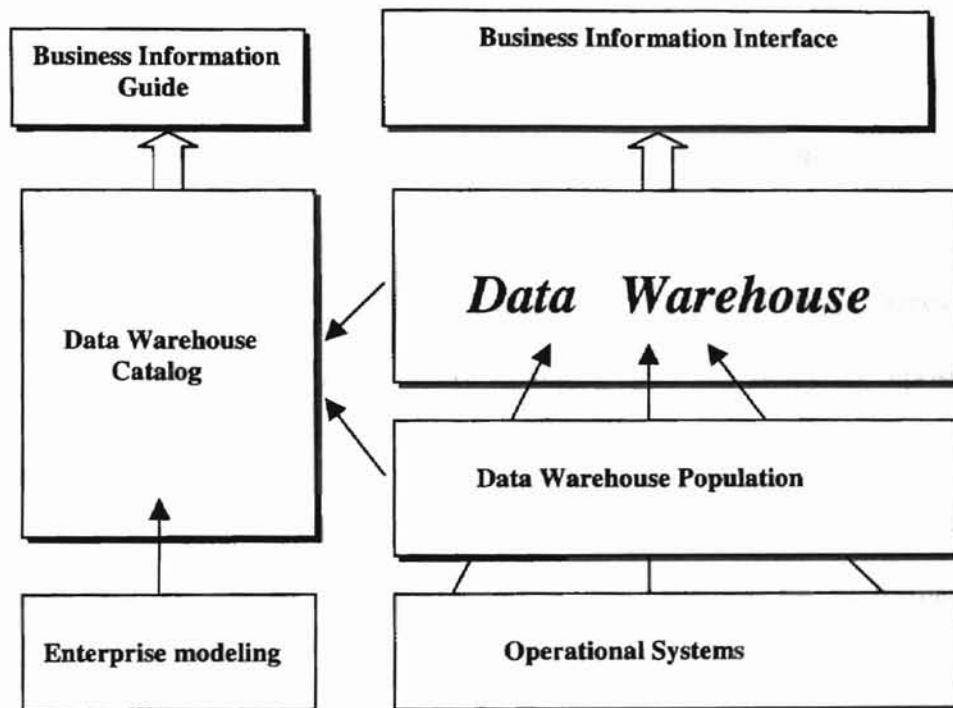 Business Information
Guide
Business Information Interface
Data Warehouse
Data Warehouse
Catalog
Data Warehouse Population
Enterprise modeling
Operational Systems